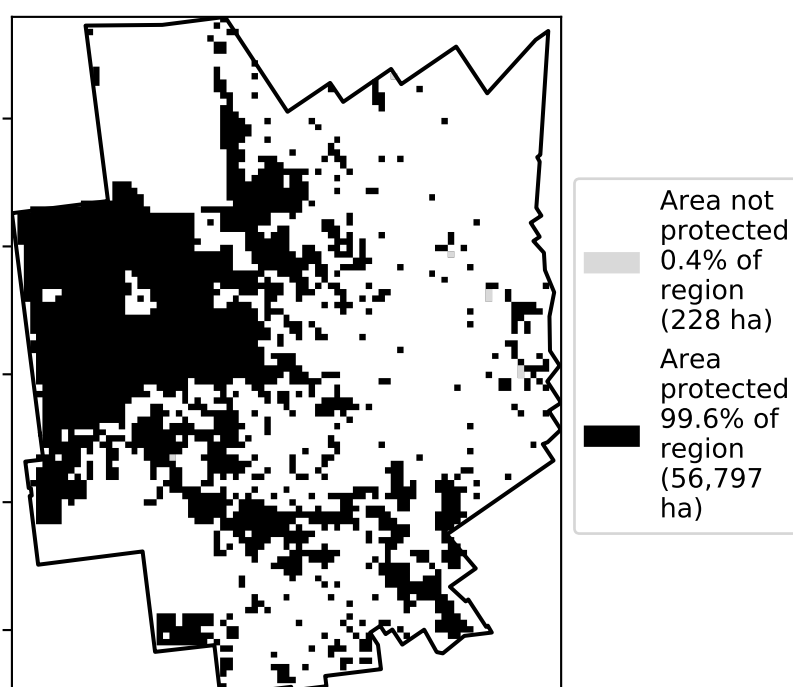 Area not
protected
0.4% of
region
(228 ha)
Area
protected
99.6% of
region
(56,797
ha)